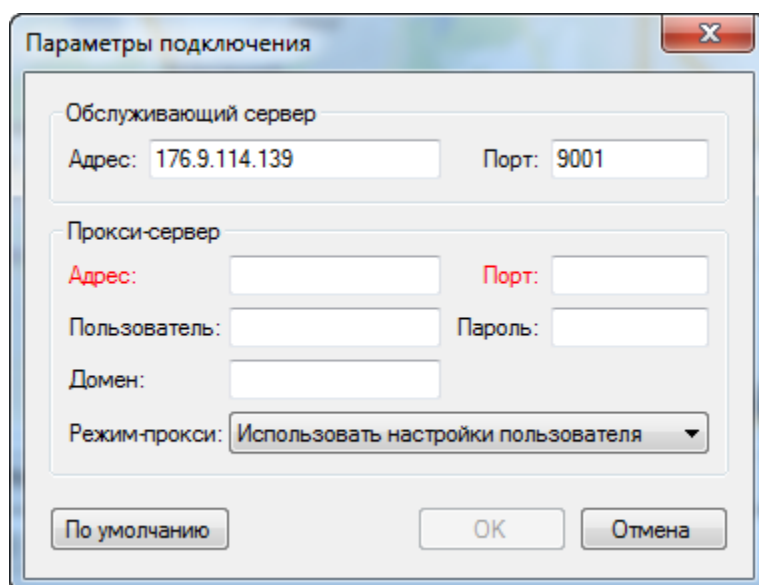 Параметры подключения
Обслуживающий сервер
Адрес: 176.9.114.139 Порт: 9001
Прокси-сервер
Адрес: Порт:
Пользователь: Пароль:
Домен:
Режим-прокси: Использовать настройки пользователя
По умолчанию OK Отмена